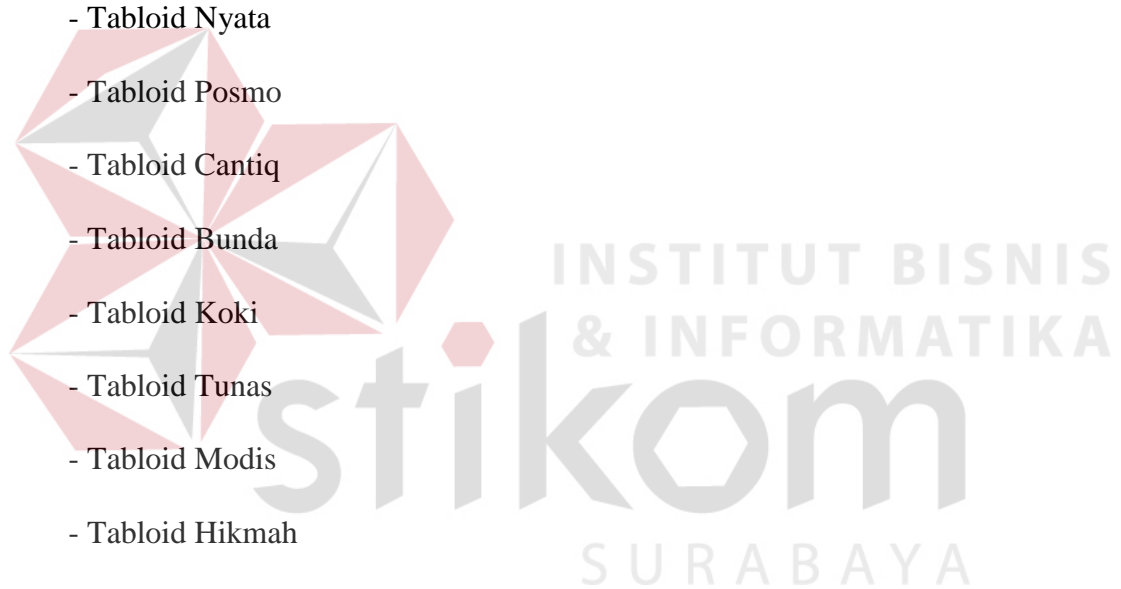 - Tabloid Nyata
- Tabloid Posmo
- Tabloid Cantiq
- Tabloid Bunda
- Tabloid Koki
- Tabloid Tunas
- Tabloid Modis
- Tabloid Hikmah
INSTITUT BISNIS
& INFORMATIKA
stikom
SURABAYA